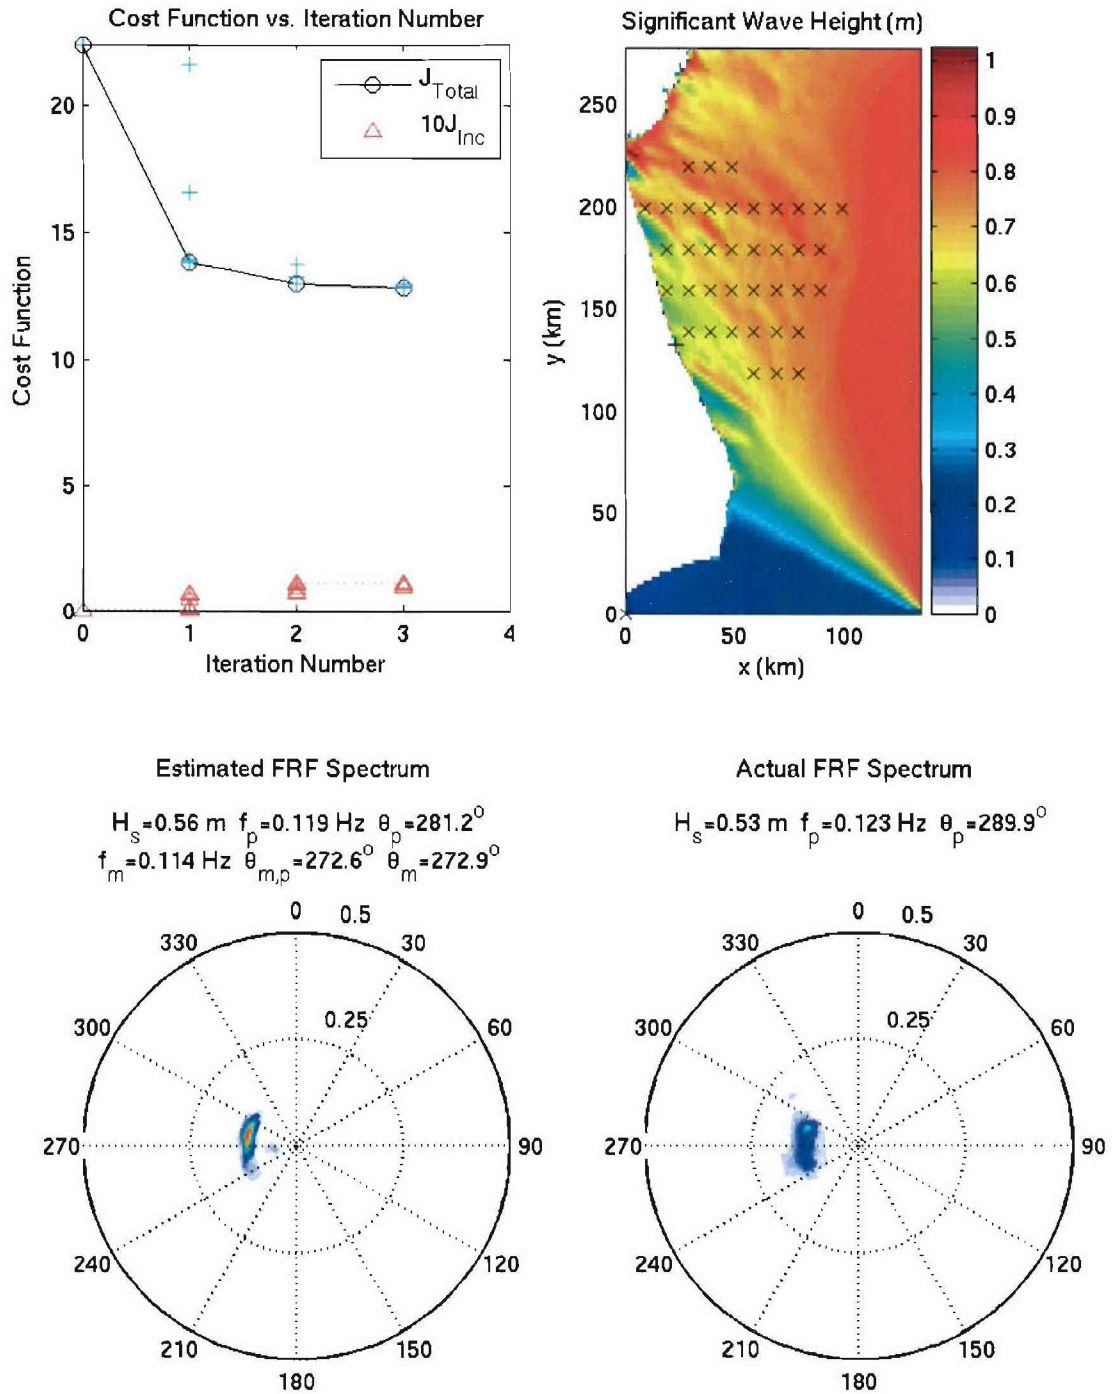 Cost Function vs. Iteration Number
J_Total
10J_Inc
20
15
10
5
0
Cost Function
0 1 2 3 4
Iteration Number
Significant Wave Height (m)
250
200
150
100
50
0
y (km)
0 50 100
x (km)
1
0.9
0.8
0.7
0.6
0.5
0.4
0.3
0.2
0.1
0
Estimated FRF Spectrum
H_s=0.56 m f_p=0.119 Hz θ_p=281.2°
f_m=0.114 Hz θ_m,p=272.6° θ_m=272.9°
0 0.5
330 30
300 0.25 60
270 90
240 120
210 150
180
Actual FRF Spectrum
H_s=0.53 m f_p=0.123 Hz θ_p=289.9°
0 0.5
330 30
300 0.25 60
270 90
240 120
210 150
180